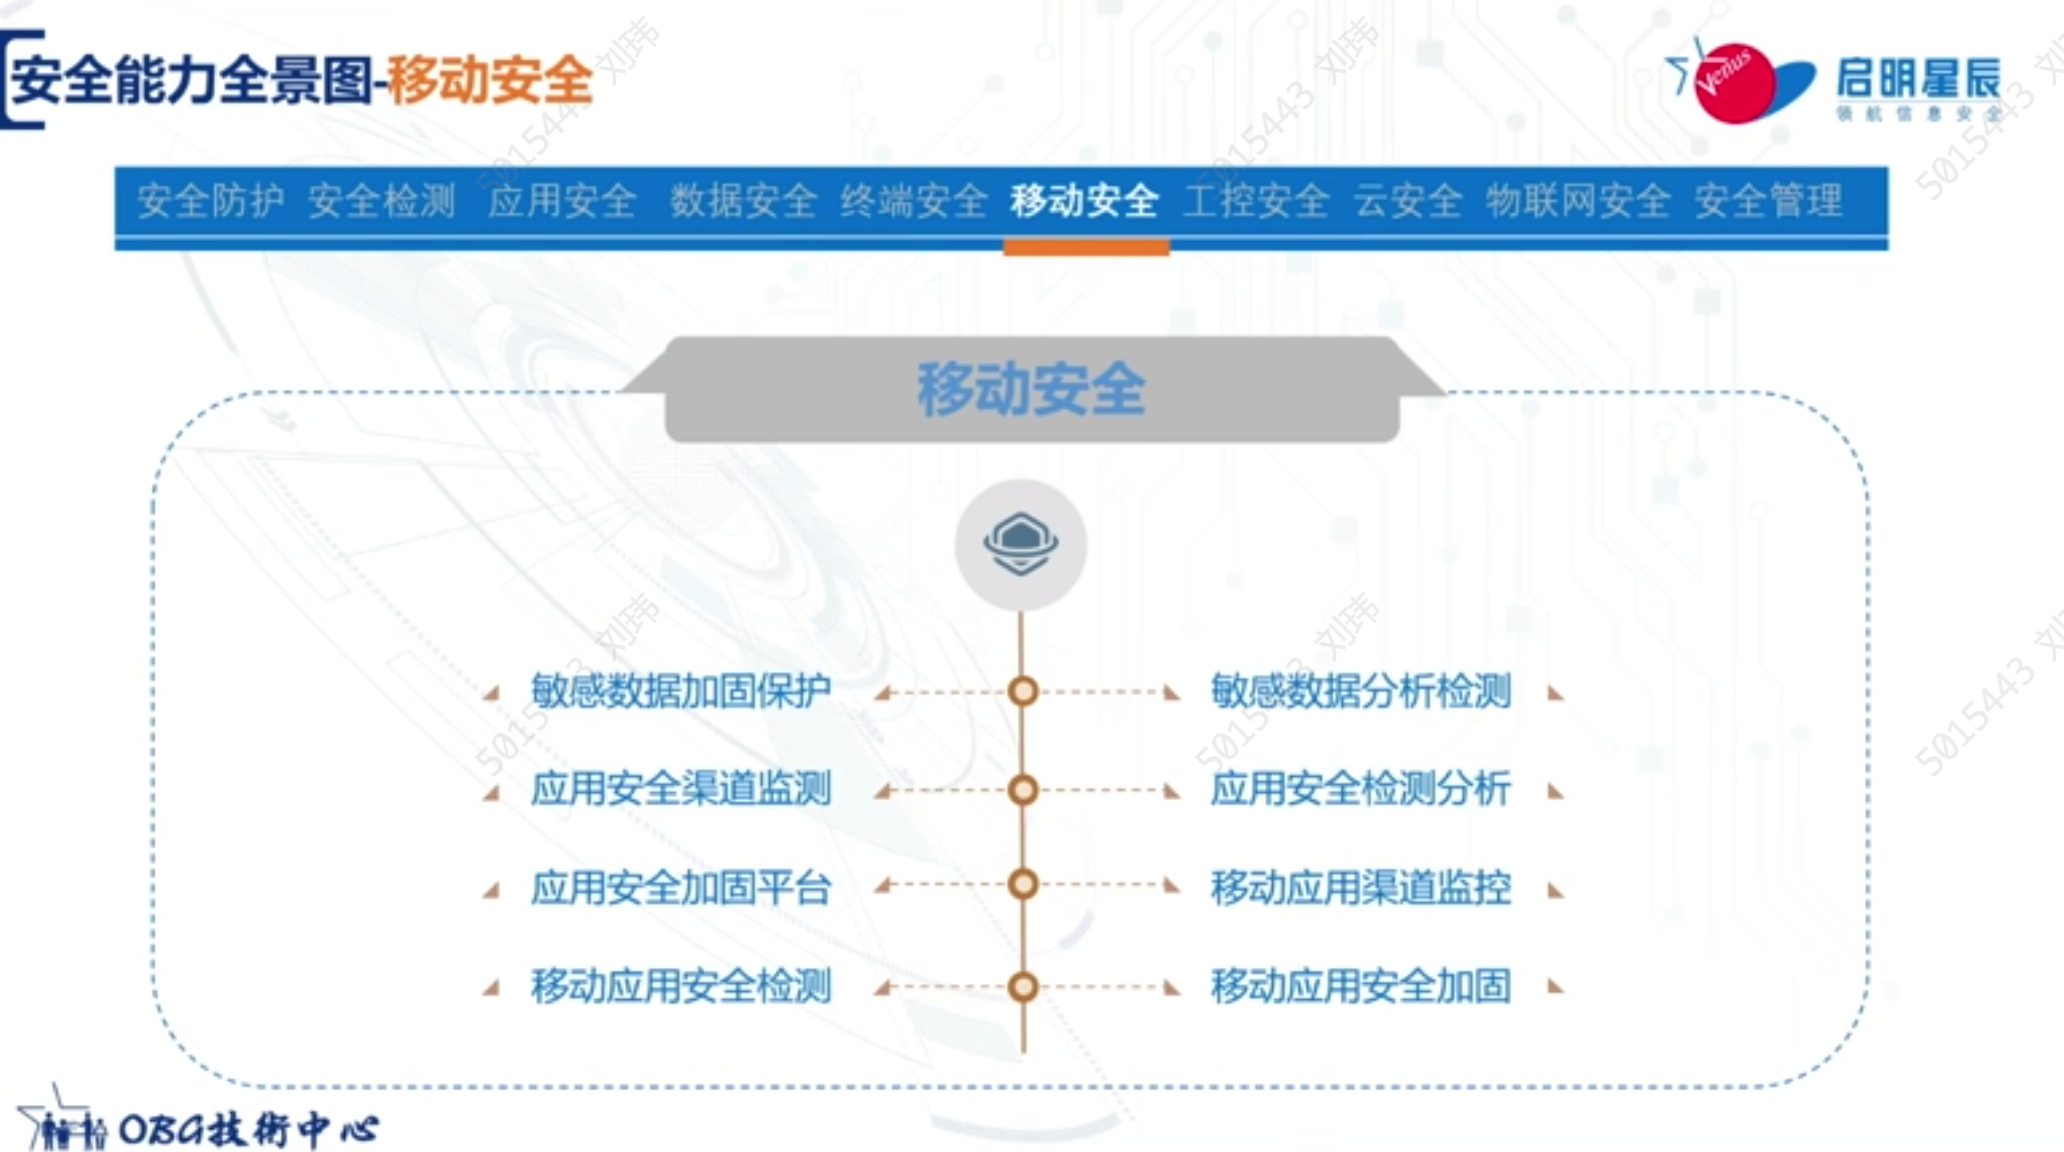 安全能力全景图-移动安全
Venus
启明星辰
领航信息安全
安全防护 安全检测 应用安全 数据安全 终端安全 移动安全 工控安全 云安全 物联网安全 安全管理
移动安全
敏感数据加固保护 敏感数据分析检测
应用安全渠道监测 应用安全检测分析
应用安全加固平台 移动应用渠道监控
移动应用安全检测 移动应用安全加固
OBG技術中心
5015443 刘玮
5015443 刘玮
5015443 刘
5015443 刘玮
5015443 刘玮
5015443 刘